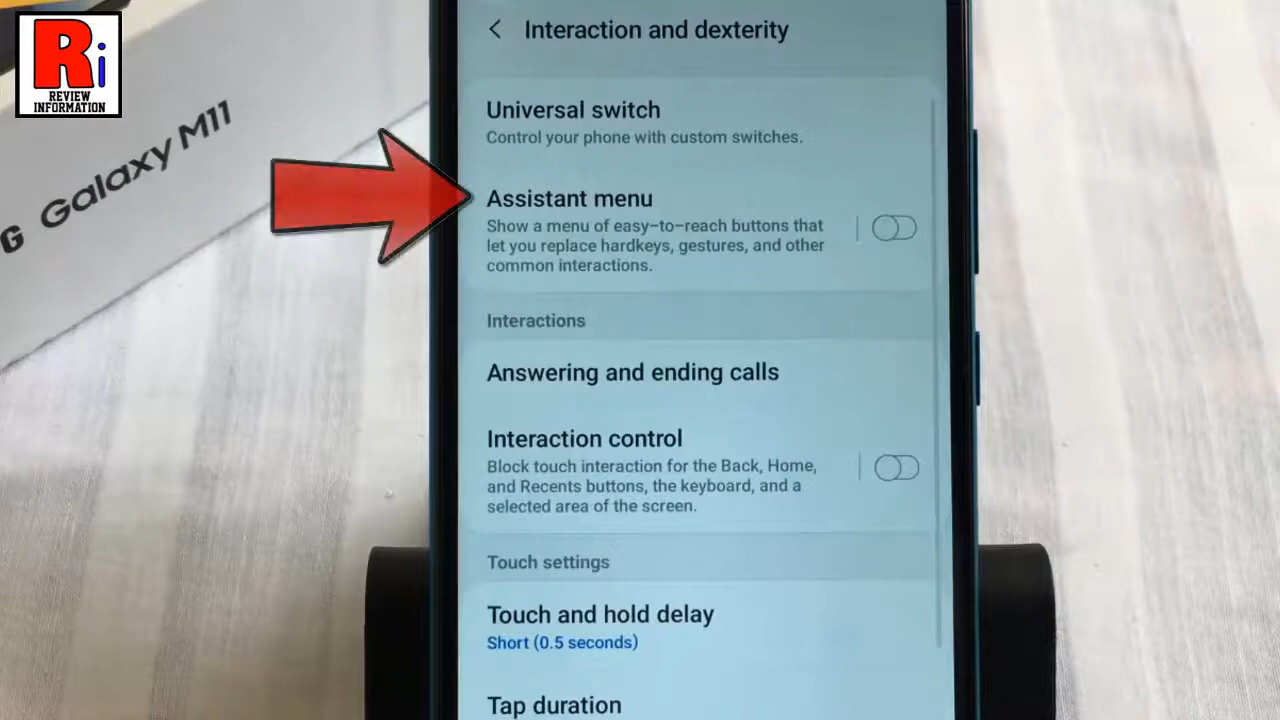 Ri
REVIEW
INFORMATION
G Galaxy M11
Interaction and dexterity
Universal switch
Control your phone with custom switches.
Assistant menu
Show a menu of easy-to-reach buttons that
let you replace hardkeys, gestures, and other
common interactions.
Interactions
Answering and ending calls
Interaction control
Block touch interaction for the Back, Home,
and Recents buttons, the keyboard, and a
selected area of the screen.
Touch settings
Touch and hold delay
Short (0.5 seconds)
Tap duration